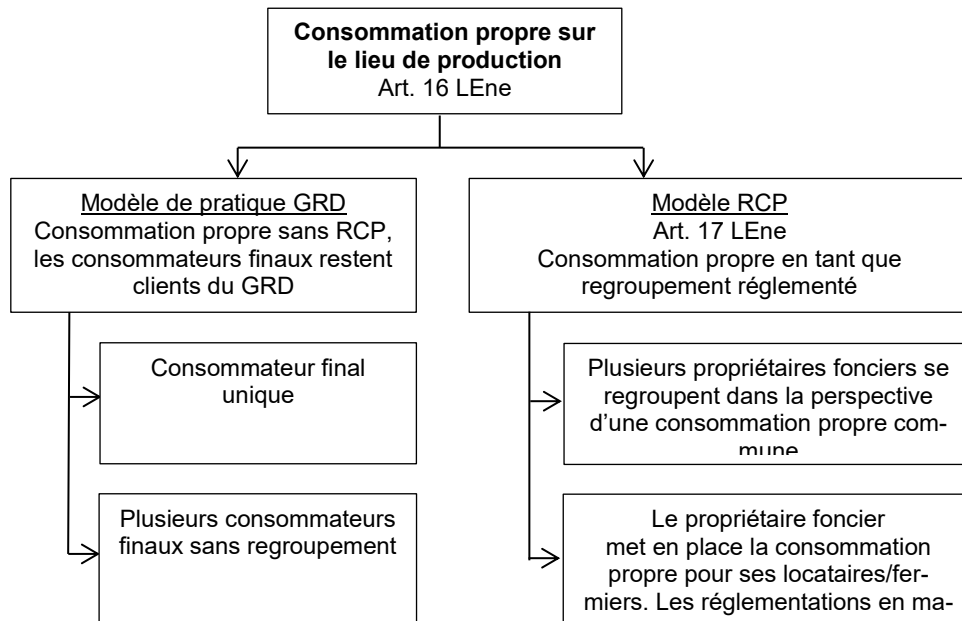 Consommation propre sur
le lieu de production
Art. 16 LEne
Modèle de pratique GRD
Consommation propre sans RCP,
les consommateurs finaux restent
clients du GRD
Modèle RCP
Art. 17 LEne
Consommation propre en tant que
regroupement réglementé
Consommateur final
unique
Plusieurs consommateurs
finaux sans regroupement
Plusieurs propriétaires fonciers se
regroupent dans la perspective
d'une consommation propre com-
mune
Le propriétaire foncier
met en place la consommation
propre pour ses locataires/fer-
miers. Les réglementations en ma-